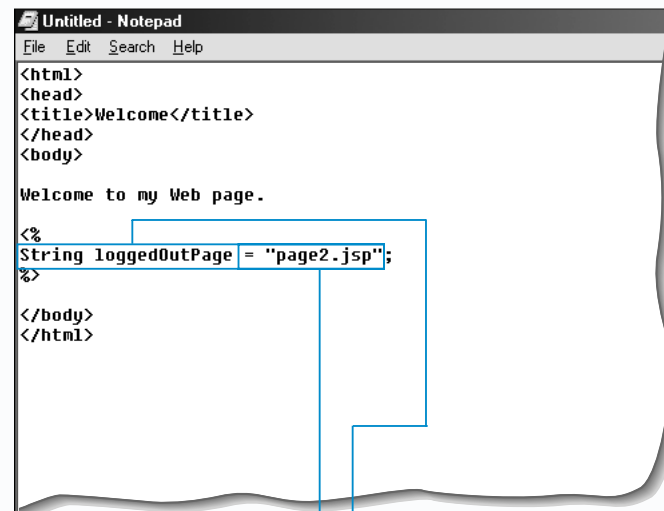 Untitled - Notepad
File Edit Search Help
<html>
<head>
<title>Welcome</title>
</head>
<body>
Welcome to my Web page.
<%
String loggedOutPage = "page2.jsp";
%>
</body>
</html>